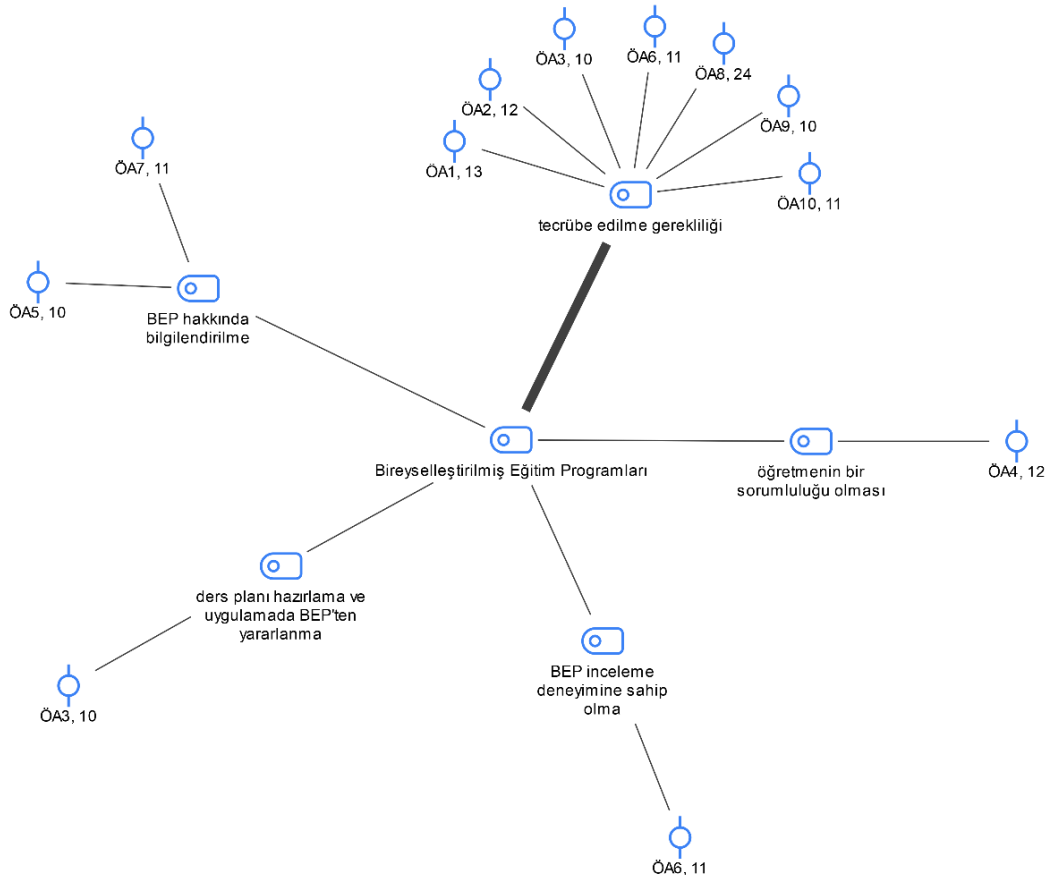 ÖA3, 10
ÖA6, 11
ÖA8, 24
ÖA2, 12
ÖA9, 10
ÖA1, 13
ÖA7, 11
ÖA10, 11
tecrübe edilme gerekliliği
ÖA5, 10
BEP hakkında
bilgilendirilme
Bireyselleştirilmiş Eğitim Programları
öğretmenin bir
sorumluluğu olması
ÖA4, 12
ders planı hazırlama ve
uygulamada BEP'ten
yararlanma
BEP inceleme
deneyimine sahip
olma
ÖA3, 10
ÖA6, 11